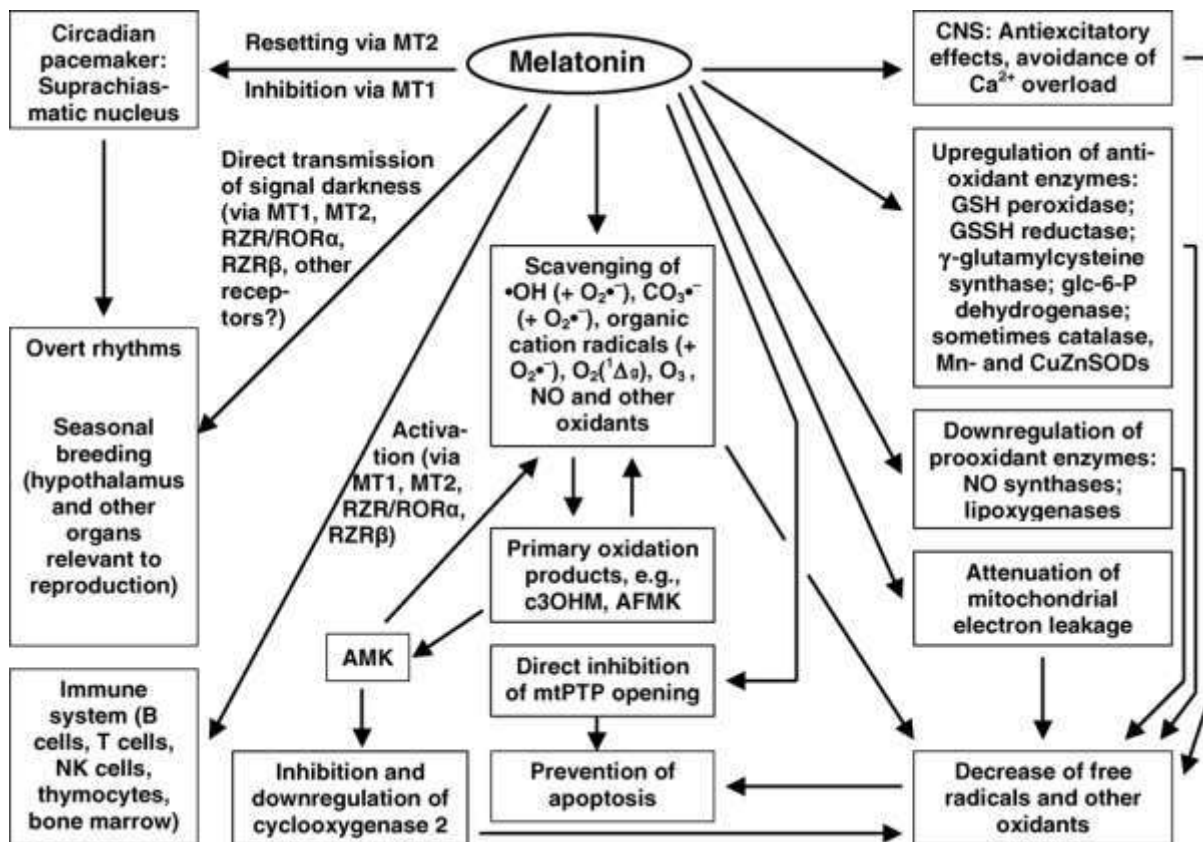 Circadian
pacemaker:
Suprachias-
matic nucleus
Resetting via MT2
Inhibition via MT1
Melatonin
CNS: Antiexcitatory
effects, avoidance of
Ca²⁺ overload
Direct transmission
of signal darkness
(via MT1, MT2,
RZR/RORα,
RZRβ, other
recep-
tors?)
Upregulation of anti-
oxidant enzymes:
GSH peroxidase;
GSSH reductase;
γ-glutamylcysteine
synthase; glc-6-P
dehydrogenase;
sometimes catalase,
Mn- and CuZnSODs
Scavenging of
•OH (+ O₂•⁻), CO₃•⁻
(+ O₂•⁻), organic
cation radicals (+
O₂•⁻), O₂(¹Δg), O₃ ,
NO and other
oxidants
Overt rhythms
Seasonal
breeding
(hypothalamus
and other
organs
relevant to
reproduction)
Activa-
tion (via
MT1, MT2,
RZR/RORα,
RZRβ)
Downregulation of
prooxidant enzymes:
NO synthases;
lipoxygenases
Primary oxidation
products, e.g.,
c3OHM, AFMK
Attenuation of
mitochondrial
electron leakage
AMK
Direct inhibition
of mtPTP opening
Immune
system (B
cells, T cells,
NK cells,
thymocytes,
bone marrow)
Inhibition and
downregulation of
cyclooxygenase 2
Prevention of
apoptosis
Decrease of free
radicals and other
oxidants